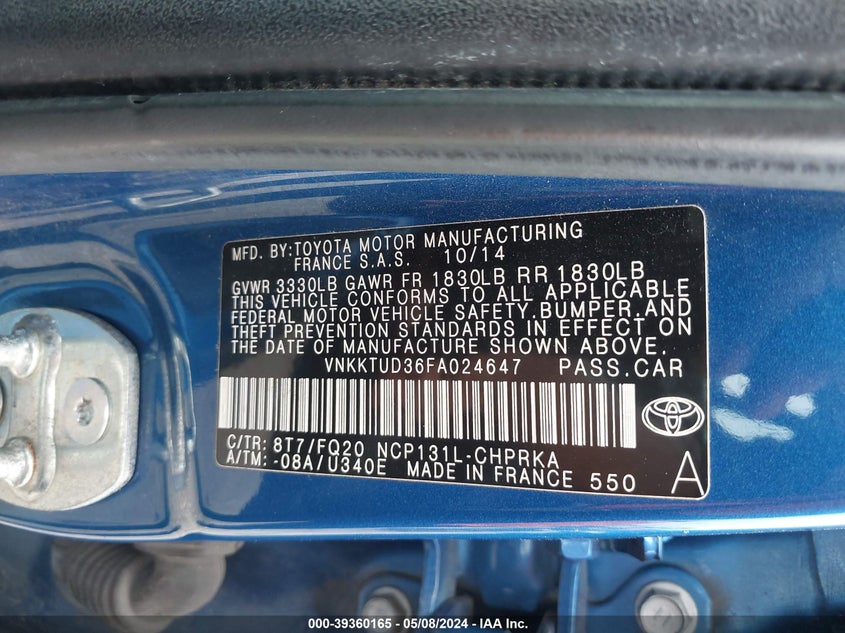 MFD. BY:TOYOTA MOTOR MANUFACTURING
FRANCE S.A.S. 10/14
GVWR 3330LB GAWR FR 1830LB RR 1830LB
THIS VEHICLE CONFORMS TO ALL APPLICABLE
FEDERAL MOTOR VEHICLE SAFETY,BUMPER,AND
THEFT PREVENTION STANDARDS IN EFFECT ON
THE DATE OF MANUFACTURE SHOWN ABOVE.
VNKKTUD36FA024647 PASS.CAR
C/TR: 8T7/FQ20 NCP131L-CHPRKA
A/TM: -08A/U340E MADE IN FRANCE 550
A
000-39360165 - 05/08/2024 - IAA